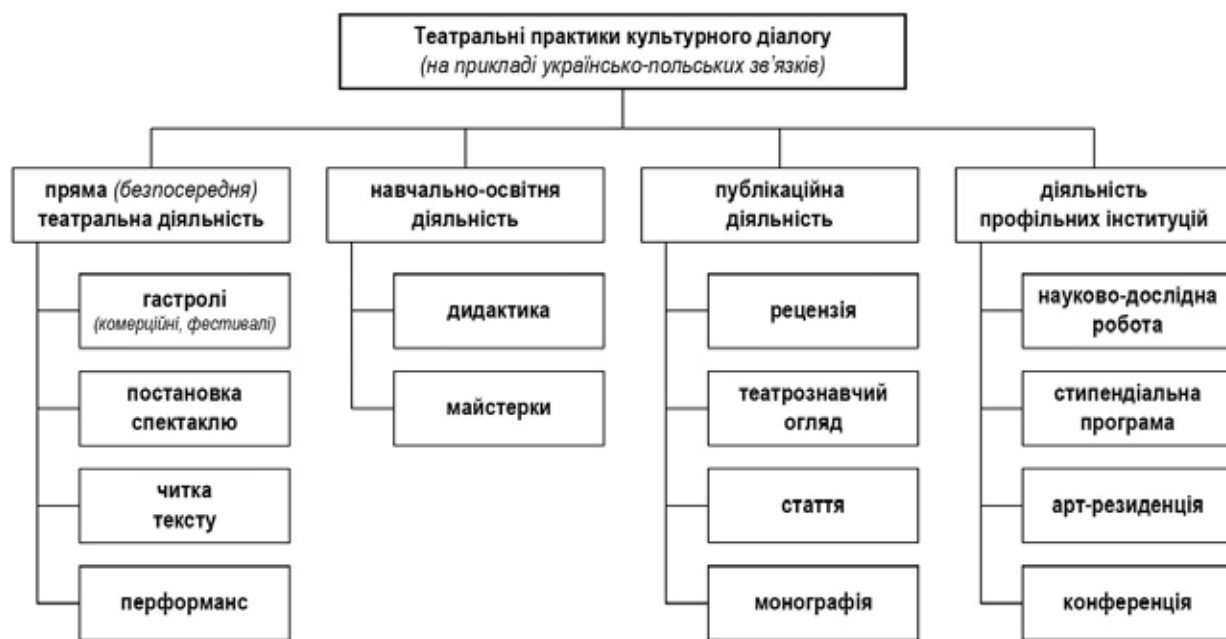 Театральні практики культурного діалогу
(на прикладі українсько-польських зв'язків)
пряма (безпосередня)
театральна діяльність
гастролі
(комерційні, фестивалі)
постановка
спектаклю
читка
тексту
перформанс
навчально-освітня
діяльність
дидактика
майстерки
публікаційна
діяльність
рецензія
театрознавчий
огляд
стаття
монографія
діяльність
профільних інституцій
науково-дослідна
робота
стипендіальна
програма
арт-резиденція
конференція